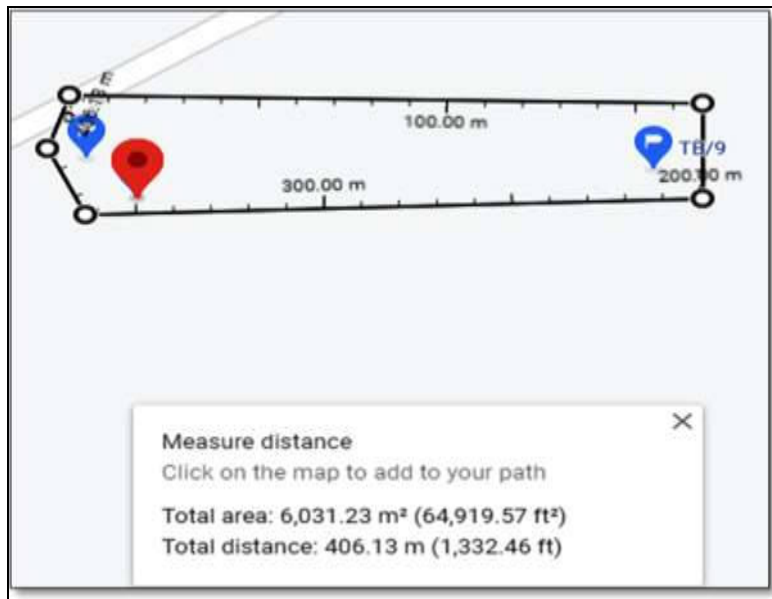 100.00 m
TB/9
200.00 m
300.00 m
Measure distance
Click on the map to add to your path
Total area: 6,031.23 m² (64,919.57 ft²)
Total distance: 406.13 m (1,332.46 ft)